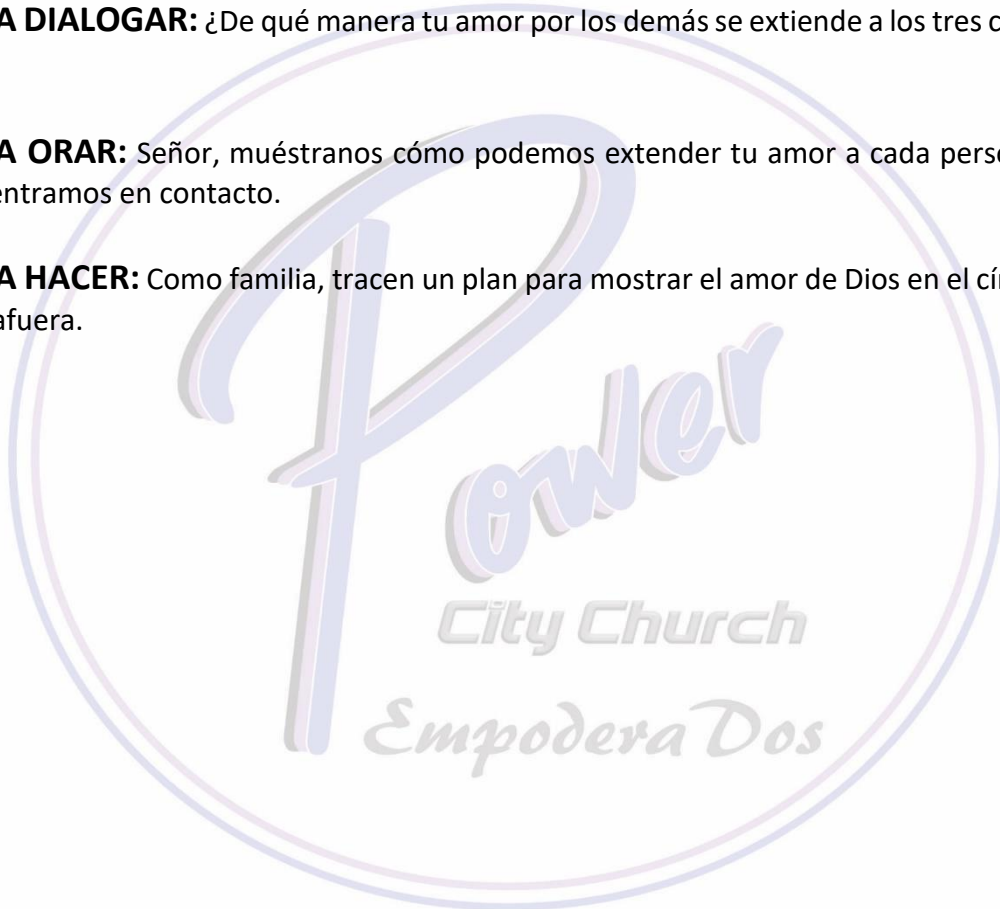 A DIALOGAR: ¿De qué manera tu amor por los demás se extiende a los tres c
A ORAR: Señor, muéstranos cómo podemos extender tu amor a cada pers
entramos en contacto.
A HACER: Como familia, tracen un plan para mostrar el amor de Dios en el cí
afuera.
Power
City Church
EmpoderaDos